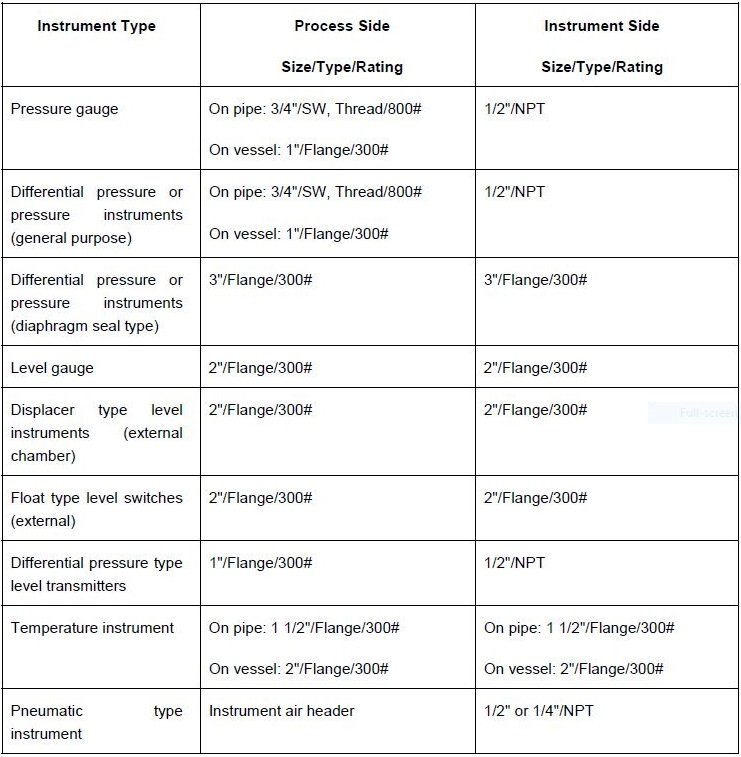 Instrument Type
Process Side
Size/Type/Rating
Instrument Side
Size/Type/Rating
Pressure gauge
On pipe: 3/4"/SW, Thread/800#
On vessel: 1"/Flange/300#
1/2"/NPT
Differential pressure or
pressure instruments
(general purpose)
On pipe: 3/4"/SW, Thread/800#
On vessel: 1"/Flange/300#
1/2"/NPT
Differential pressure or
pressure instruments
(diaphragm seal type)
3"/Flange/300#
3"/Flange/300#
Level gauge
2"/Flange/300#
2"/Flange/300#
Displacer type level
instruments (external
chamber)
2"/Flange/300#
2"/Flange/300#
Full-screen
Float type level switches
(external)
2"/Flange/300#
2"/Flange/300#
Differential pressure type
level transmitters
1"/Flange/300#
1/2"/NPT
Temperature instrument
On pipe: 1 1/2"/Flange/300#
On vessel: 2"/Flange/300#
On pipe: 1 1/2"/Flange/300#
On vessel: 2"/Flange/300#
Pneumatic type
instrument
Instrument air header
1/2" or 1/4"/NPT